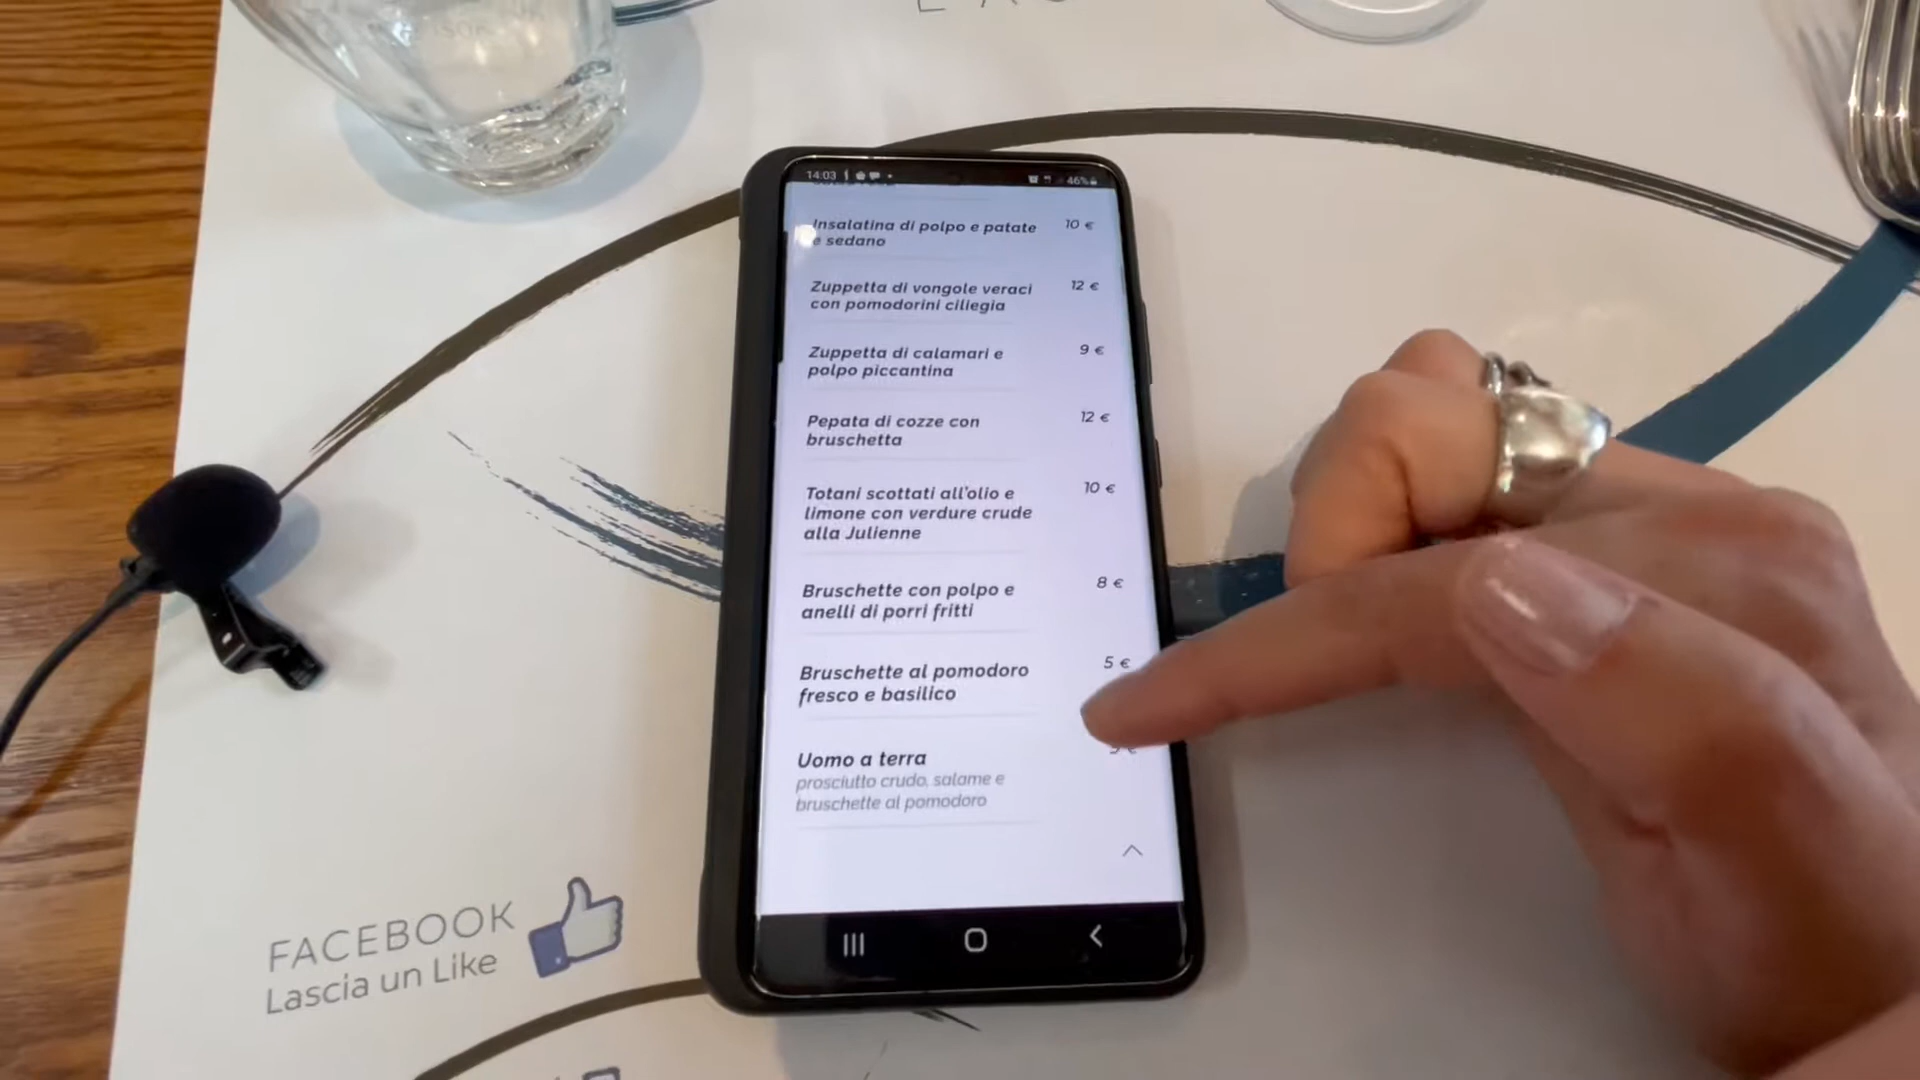 14:03
46%
Insalatina di polpo e patate 10 €
e sedano
Zuppetta di vongole veraci 12 €
con pomodorini ciliegia
Zuppetta di calamari e 9 €
polpo piccantina
Pepata di cozze con 12 €
bruschetta
Totani scottati all'olio e 10 €
limone con verdure crude
alla Julienne
Bruschette con polpo e 8 €
anelli di porri fritti
Bruschette al pomodoro 5 €
fresco e basilico
Uomo a terra
prosciutto crudo, salame e
bruschette al pomodoro
FACEBOOK
Lascia un Like